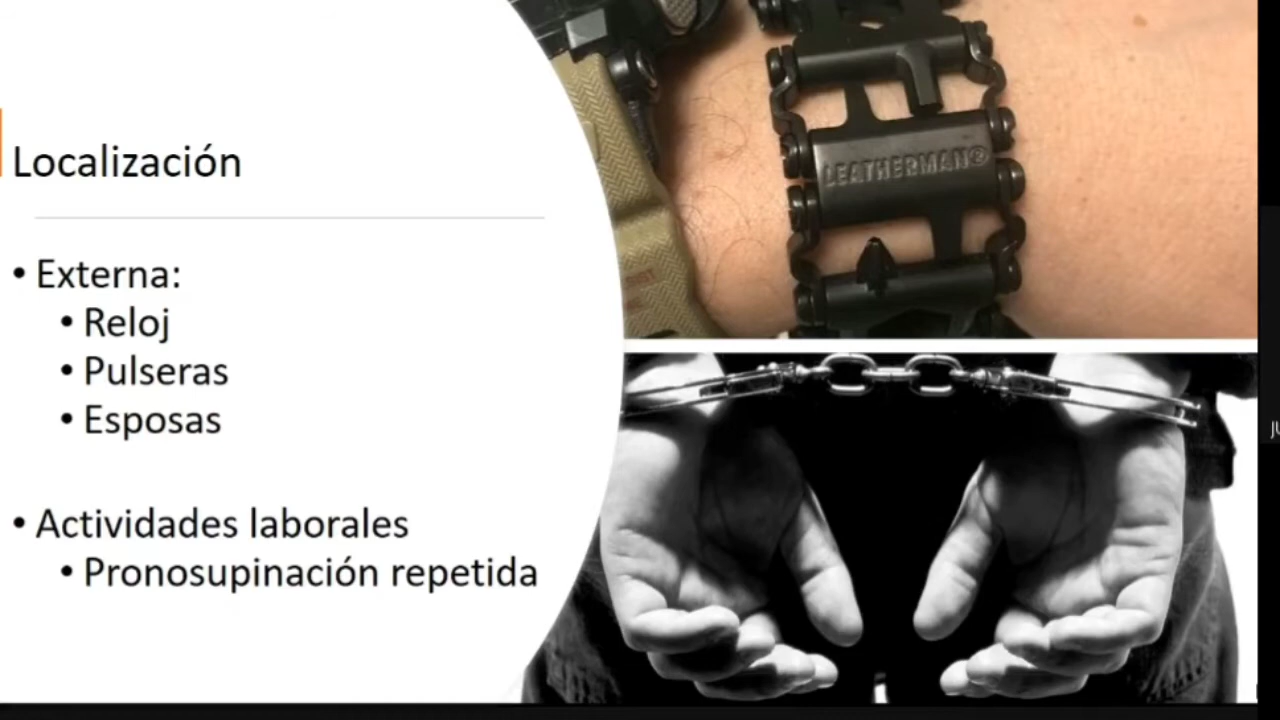 Localización
• Externa:
• Reloj
• Pulseras
• Esposas
• Actividades laborales
• Pronosupinación repetida
LEATHERMAN®